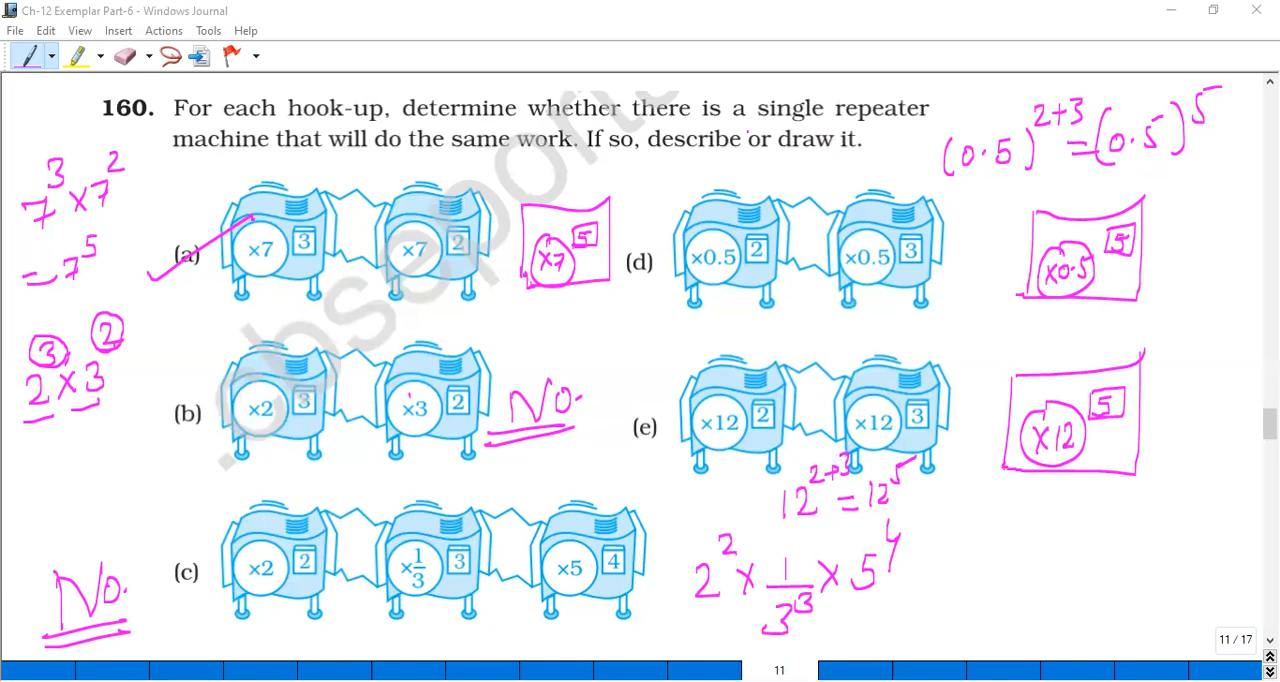 Ch-12 Exemplar Part-6 - Windows Journal
File Edit View Insert Actions Tools Help
160. For each hook-up, determine whether there is a single repeater
machine that will do the same work. If so, describe or draw it.
(0.5)^2+3 = (0.5)^5
7^3 × 7^2
= 7^5
(a) ×7 3 ×7 2
×7 5
(d) ×0.5 2 ×0.5 3
×0.5 5
2^3 × 3^2
(b) ×2 3 ×3 2
No.
(e) ×12 2 ×12 3
×12 5
12^2+3 = 12^5
(c) ×2 2 ×1/3 3 ×5 4
No.
2^2 × 1/3^3 × 5^4
.cbseporta
11 / 17
11